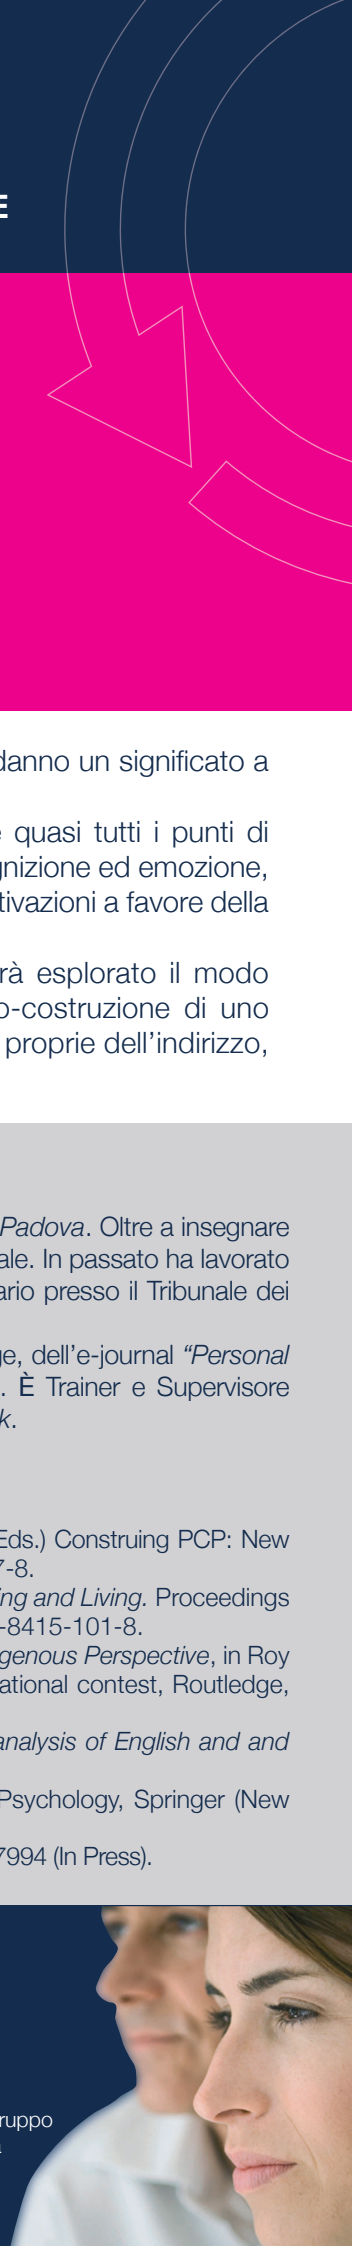 E
danno un significato a
quasi tutti i punti di
gnizione ed emozione,
tivazioni a favore della
rà esplorato il modo
o-costruzione di uno
proprie dell’indirizzo,
Padova. Oltre a insegnare
ale. In passato ha lavorato
ario presso il Tribunale dei
ge, dell’e-journal “Personal
. È Trainer e Supervisore
k.
Eds.) Construing PCP: New
7-8.
ing and Living. Proceedings
-8415-101-8.
genous Perspective, in Roy
ational contest, Routledge,
analysis of English and and
Psychology, Springer (New
7994 (In Press).
ruppo